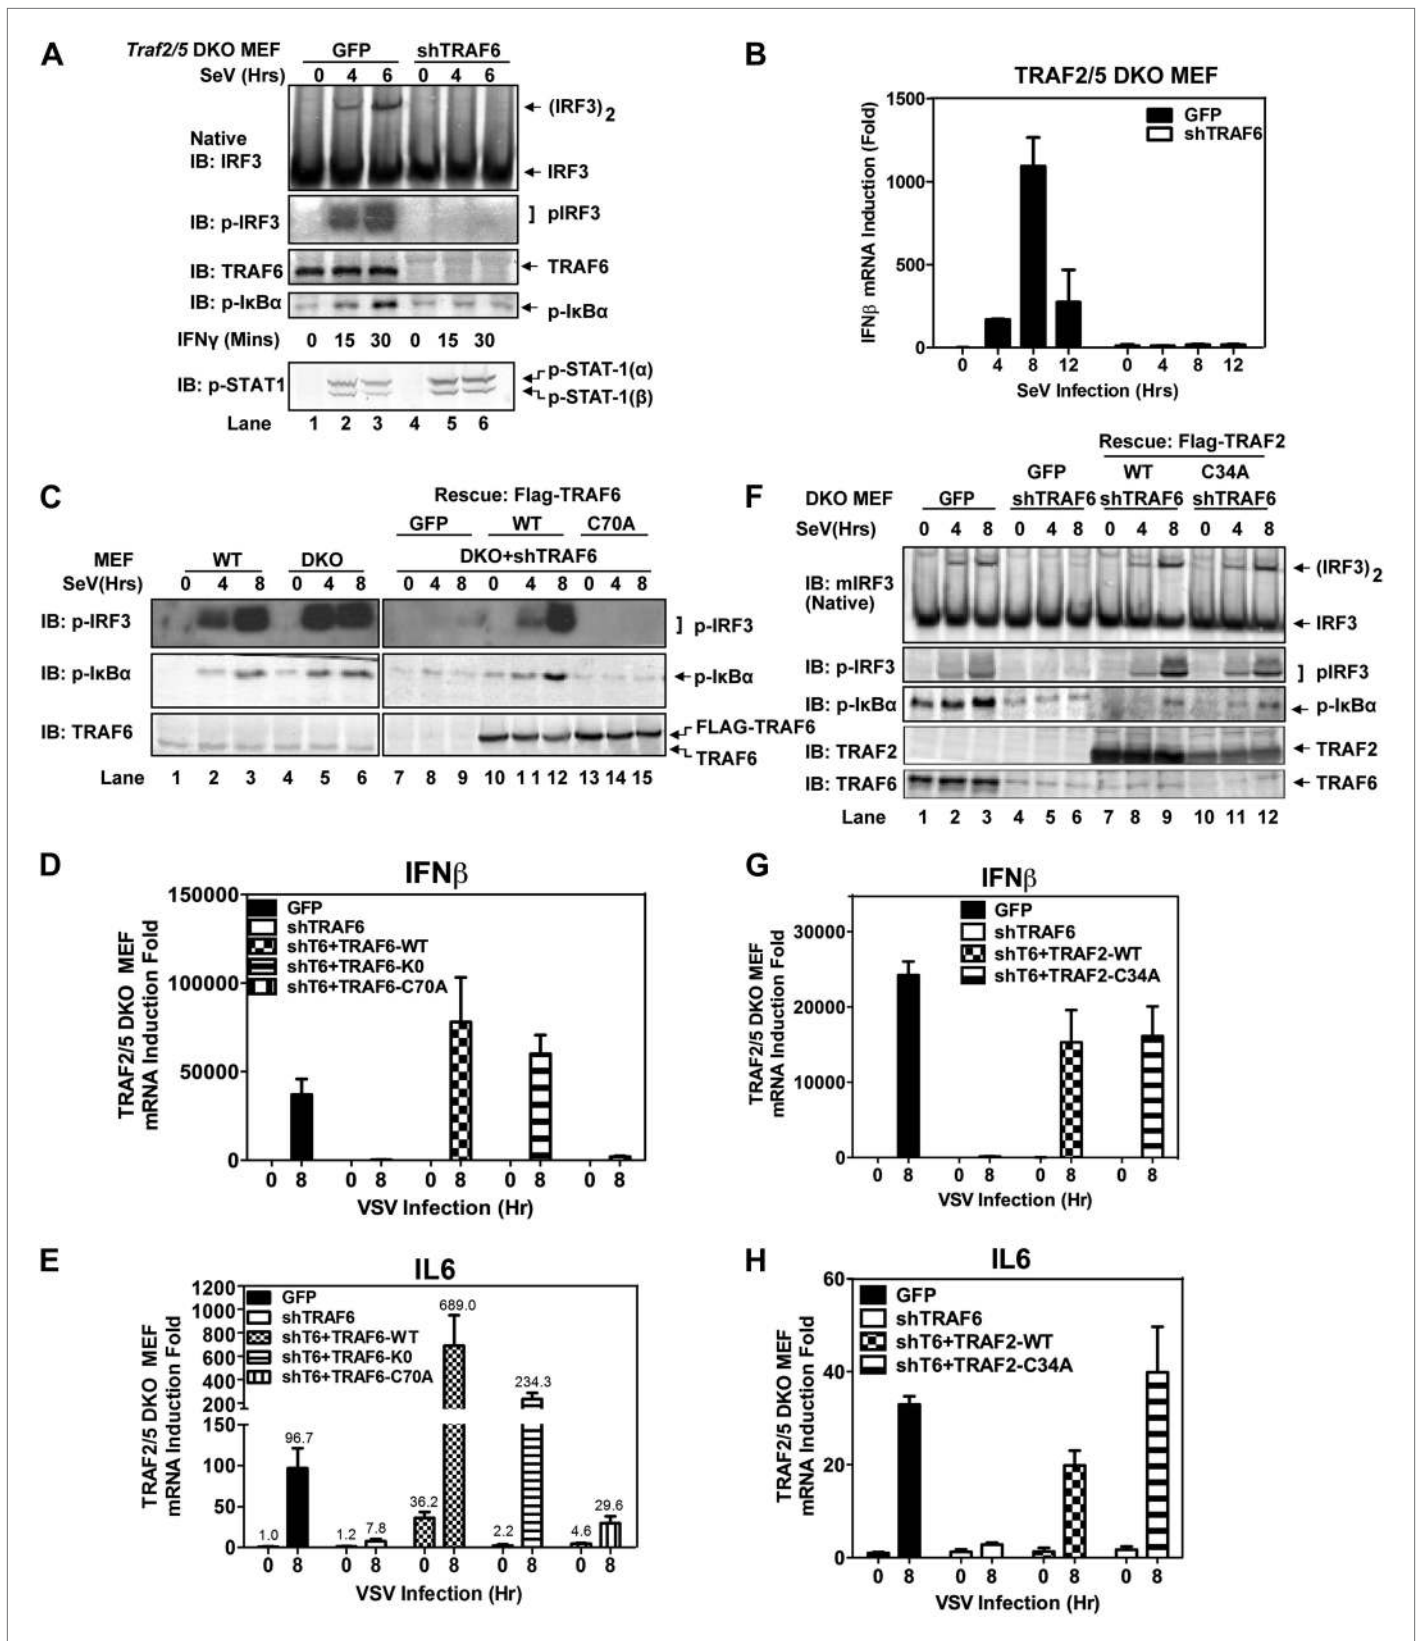 A
Traf2/5 DKO MEF GFP shTRAF6
SeV (Hrs) 0 4 6 0 4 6
Native
IB: IRF3
(IRF3)2
IRF3
IB: p-IRF3
] pIRF3
IB: TRAF6
TRAF6
IB: p-IκBα
p-IκBα
IFNγ (Mins) 0 15 30 0 15 30
IB: p-STAT1
p-STAT-1(α)
p-STAT-1(β)
Lane 1 2 3 4 5 6
B
TRAF2/5 DKO MEF
IFNβ mRNA Induction (Fold)
1500
1000
500
0
GFP
shTRAF6
0 4 8 12 0 4 8 12
SeV Infection (Hrs)
C
Rescue: Flag-TRAF6
GFP WT C70A
MEF WT DKO DKO+shTRAF6
SeV(Hrs) 0 4 8 0 4 8 0 4 8 0 4 8 0 4 8
IB: p-IRF3
] p-IRF3
IB: p-IκBα
p-IκBα
IB: TRAF6
FLAG-TRAF6
TRAF6
Lane 1 2 3 4 5 6 7 8 9 10 11 12 13 14 15
F
Rescue: Flag-TRAF2
GFP WT C34A
DKO MEF GFP shTRAF6 shTRAF6 shTRAF6
SeV(Hrs) 0 4 8 0 4 8 0 4 8 0 4 8
IB: mIRF3
(Native)
(IRF3)2
IRF3
IB: p-IRF3
] pIRF3
IB: p-IκBα
p-IκBα
IB: TRAF2
TRAF2
IB: TRAF6
TRAF6
Lane 1 2 3 4 5 6 7 8 9 10 11 12
D
IFNβ
TRAF2/5 DKO MEF
mRNA Induction Fold
150000
100000
50000
0
GFP
shTRAF6
shT6+TRAF6-WT
shT6+TRAF6-K0
shT6+TRAF6-C70A
0 8 0 8 0 8 0 8 0 8
VSV Infection (Hr)
G
IFNβ
TRAF2/5 DKO MEF
mRNA Induction Fold
30000
20000
10000
0
GFP
shTRAF6
shT6+TRAF2-WT
shT6+TRAF2-C34A
0 8 0 8 0 8 0 8
VSV Infection (Hr)
E
IL6
TRAF2/5 DKO MEF
mRNA Induction Fold
1200
1000
800
600
400
200
150
100
50
0
GFP
shTRAF6
shT6+TRAF6-WT
shT6+TRAF6-K0
shT6+TRAF6-C70A
1.0 96.7 1.2 7.8 36.2 689.0 2.2 234.3 4.6 29.6
0 8 0 8 0 8 0 8 0 8
VSV Infection (Hr)
H
IL6
TRAF2/5 DKO MEF
mRNA Induction Fold
60
40
20
0
GFP
shTRAF6
shT6+TRAF2-WT
shT6+TRAF2-C34A
0 8 0 8 0 8 0 8
VSV Infection (Hr)